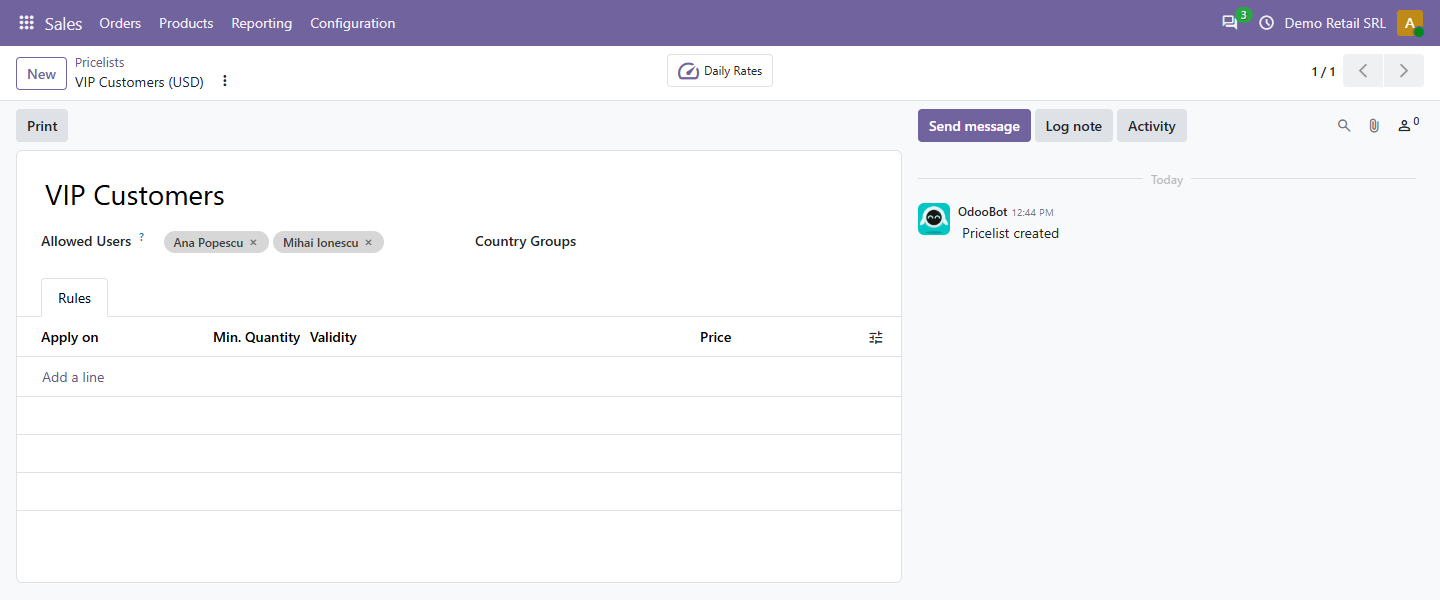 Sales Orders Products Reporting Configuration 3 Demo Retail SRL A
New Pricelists Daily Rates 1 / 1
VIP Customers (USD)
Print Send message Log note Activity 0
VIP Customers
Allowed Users ? Ana Popescu × Mihai Ionescu × Country Groups
Rules
Apply on Min. Quantity Validity Price
Add a line
Today
OdooBot 12:44 PM
Pricelist created